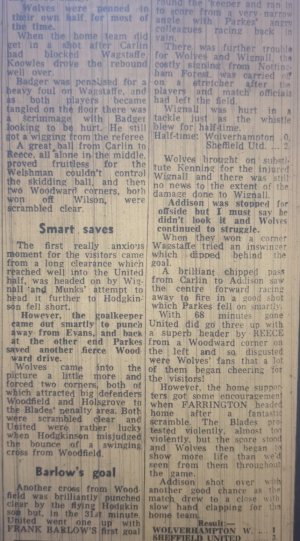 Wolves were penned in
their own half for most of
the time.
When the home team did
get in a shot after Carlin
had blocked Wagstaffe
Knowles drove the rebound
well over.
Badger was penalised for a
heavy foul on Wagstaffe, and
as both players became
tangled on the floor there was
a scrimmage with Badger
looking to be hurt. He still
got a wigging from the referee
A great ball from Carlin to
Reece, all alone in the middle,
proved fruitless for the
Welshman couldn't control
the skidding ball, and then
two Woodward corners, both
won off Wilson, were
scrambled clear.
Smart saves
The first really anxious
moment for the visitors came
from a long clearance which
reached well into the United
half, was headed on by Wig-
nall and Munks' attempt to
head it further to Hodgkin-
son fell short.
However, the goalkeeper
came out smartly to punch
away from Evans, and back
at the other end Parkes
saved another fierce Wood
ward drive.
Wolves came into the
picture a little more and
forced two corners, both of
which attracted big defenders
Woodfield and Holsgrove to
the Blades' penalty area. Both
were scrambled clear and
United were rather lucky
when Hodgkinson misjudged
the bounce of a swinging
cross from Woodfield.
Barlow's goal
Another cross from Wood
field was brilliantly punched
clear by the flying Hodgkin
son but, in the 31st minute,
United went one up with
FRANK BARLOW'S first goal
round the keeper and ran in
to score from a very narrow
angle with Parkes' angry
colleagues racing back in
vain.
There was further trouble
for Wolves and Wignall, the
costly signing from Notting-
ham Forest, was carried off
on a stretcher after the
players and match officials
had left the field.
Wignall was hurt in a
tackle just as the whistle
blew for half-time.
Half-time: Wolverhampton 0,
Sheffield Utd. ... 2.
Wolves brought on substi-
tute Kenning for the injured
Wignall and there was still
no news to the extent of the
damage done to Wignall.
Addison was stopped for
offside but I must say he
didn't look it and Wolves
continued to struggle.
When they won a corner
Wagstaffe tried an inswinger
which dipped behind the
goal.
A brilliant chipped pass
from Carlin to Addison saw
the centre forward racing
away to fire in a good shot
which Parkes fell on smartly.
With 68 minutes gone
United did go three up with
a superb header by REECE
from a Woodward corner on
the left and so disgusted
were Wolves' fans that a lot
of them began cheering for
the visitors!
However, the home suppor-
ters got some encouragement
when FARRINGTON headed
home after a fantastic
scramble. The Blades pro-
tested violently, almost too
violently, but the score stood
and Wolves then began to
show more life than we'd
seen from them throughout
the game.
Addison shot over with
another good chance as the
match drew to a close with
slow hand clapping for the
home team.
Result:—
WOLVERHAMPTON W. ... 1
SHEFFIELD UNITED